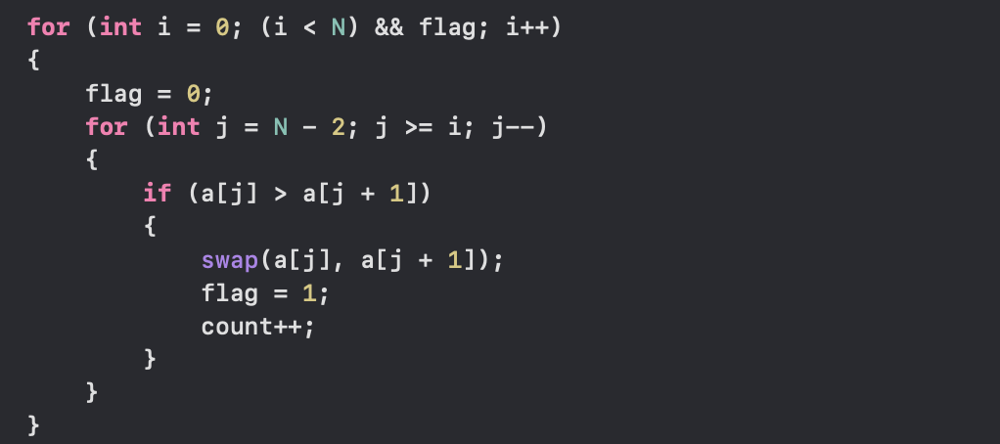 for (int i = 0; (i < N) && flag; i++)
{
    flag = 0;
    for (int j = N - 2; j >= i; j--)
    {
        if (a[j] > a[j + 1])
        {
            swap(a[j], a[j + 1]);
            flag = 1;
            count++;
        }
    }
}